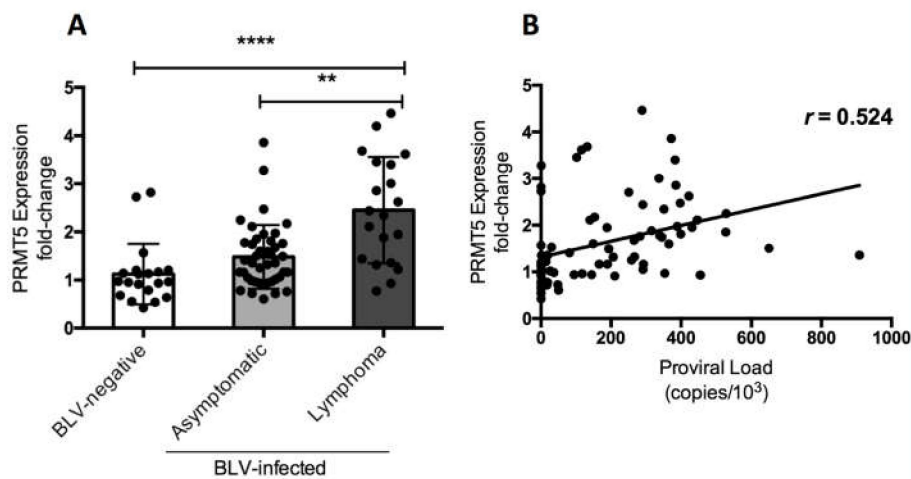 A
****
**
PRMT5 Expression
fold-change
5
4
3
2
1
0
BLV-negative
Asymptomatic
Lymphoma
BLV-infected
B
r = 0.524
PRMT5 Expression
fold-change
5
4
3
2
1
0
0 200 400 600 800 1000
Proviral Load
(copies/10³)